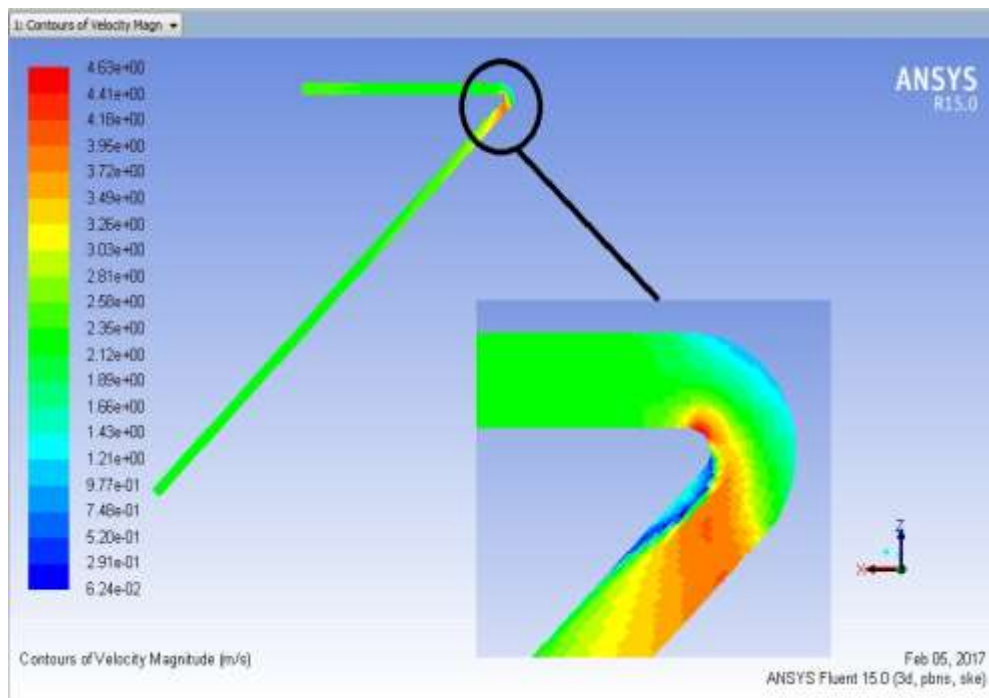 1: Contours of Velocity Magn
ANSYS
R15.0
4.63e+00
4.41e+00
4.18e+00
3.95e+00
3.72e+00
3.49e+00
3.26e+00
3.03e+00
2.81e+00
2.58e+00
2.35e+00
2.12e+00
1.89e+00
1.66e+00
1.43e+00
1.21e+00
9.77e-01
7.48e-01
5.20e-01
2.91e-01
6.24e-02
Z
X
Contours of Velocity Magnitude (m/s)
Feb 05, 2017
ANSYS Fluent 15.0 (3d, pbns, ske)